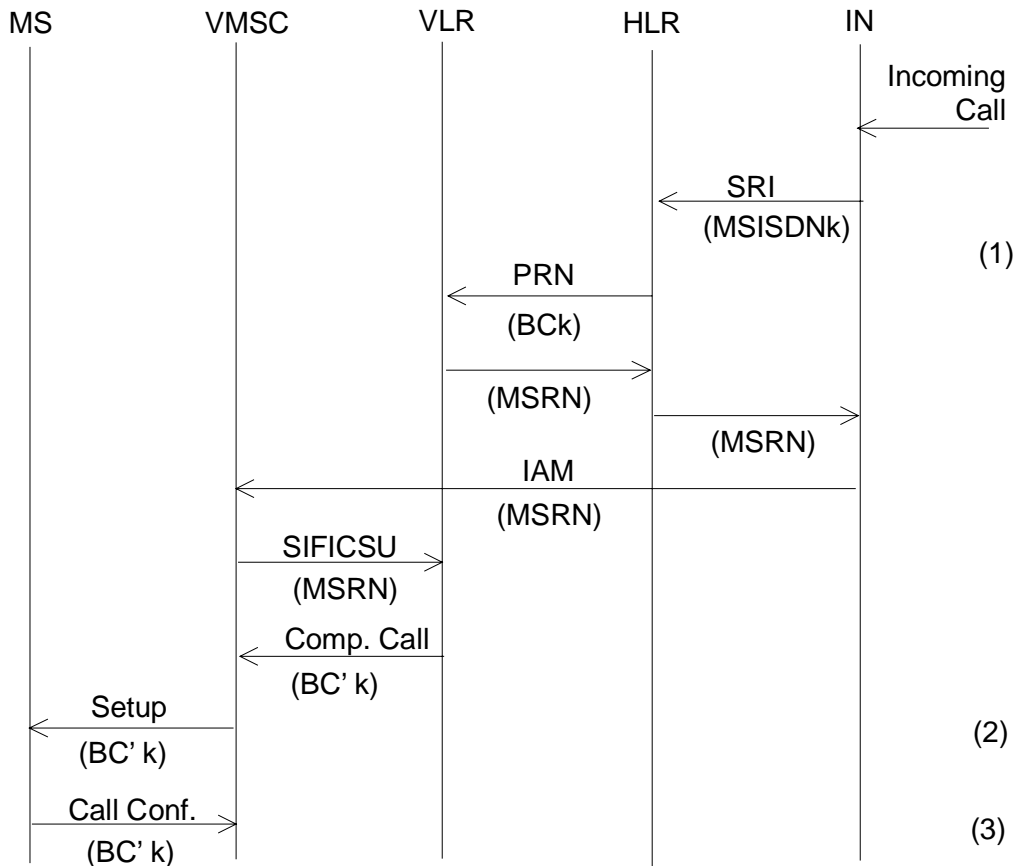 MS VMSC VLR HLR IN
Incoming
Call
SRI
(MSISDNk)
(1)
PRN
(BCk)
(MSRN)
(MSRN)
IAM
(MSRN)
SIFICSU
(MSRN)
Comp. Call
(BC’ k)
Setup
(2)
(BC’ k)
Call Conf.
(3)
(BC’ k)